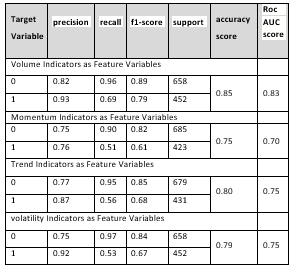 Target Variable precision recall f1-score support accuracy score Roc AUC score
Volume Indicators as Feature Variables
0 0.82 0.96 0.89 658 0.85 0.83
1 0.93 0.69 0.79 452
Momentum Indicators as Feature Variables
0 0.75 0.90 0.82 685 0.75 0.70
1 0.76 0.51 0.61 423
Trend Indicators as Feature Variables
0 0.77 0.95 0.85 679 0.80 0.75
1 0.87 0.56 0.68 431
volatility Indicators as Feature Variables
0 0.75 0.97 0.84 658 0.79 0.75
1 0.92 0.53 0.67 452